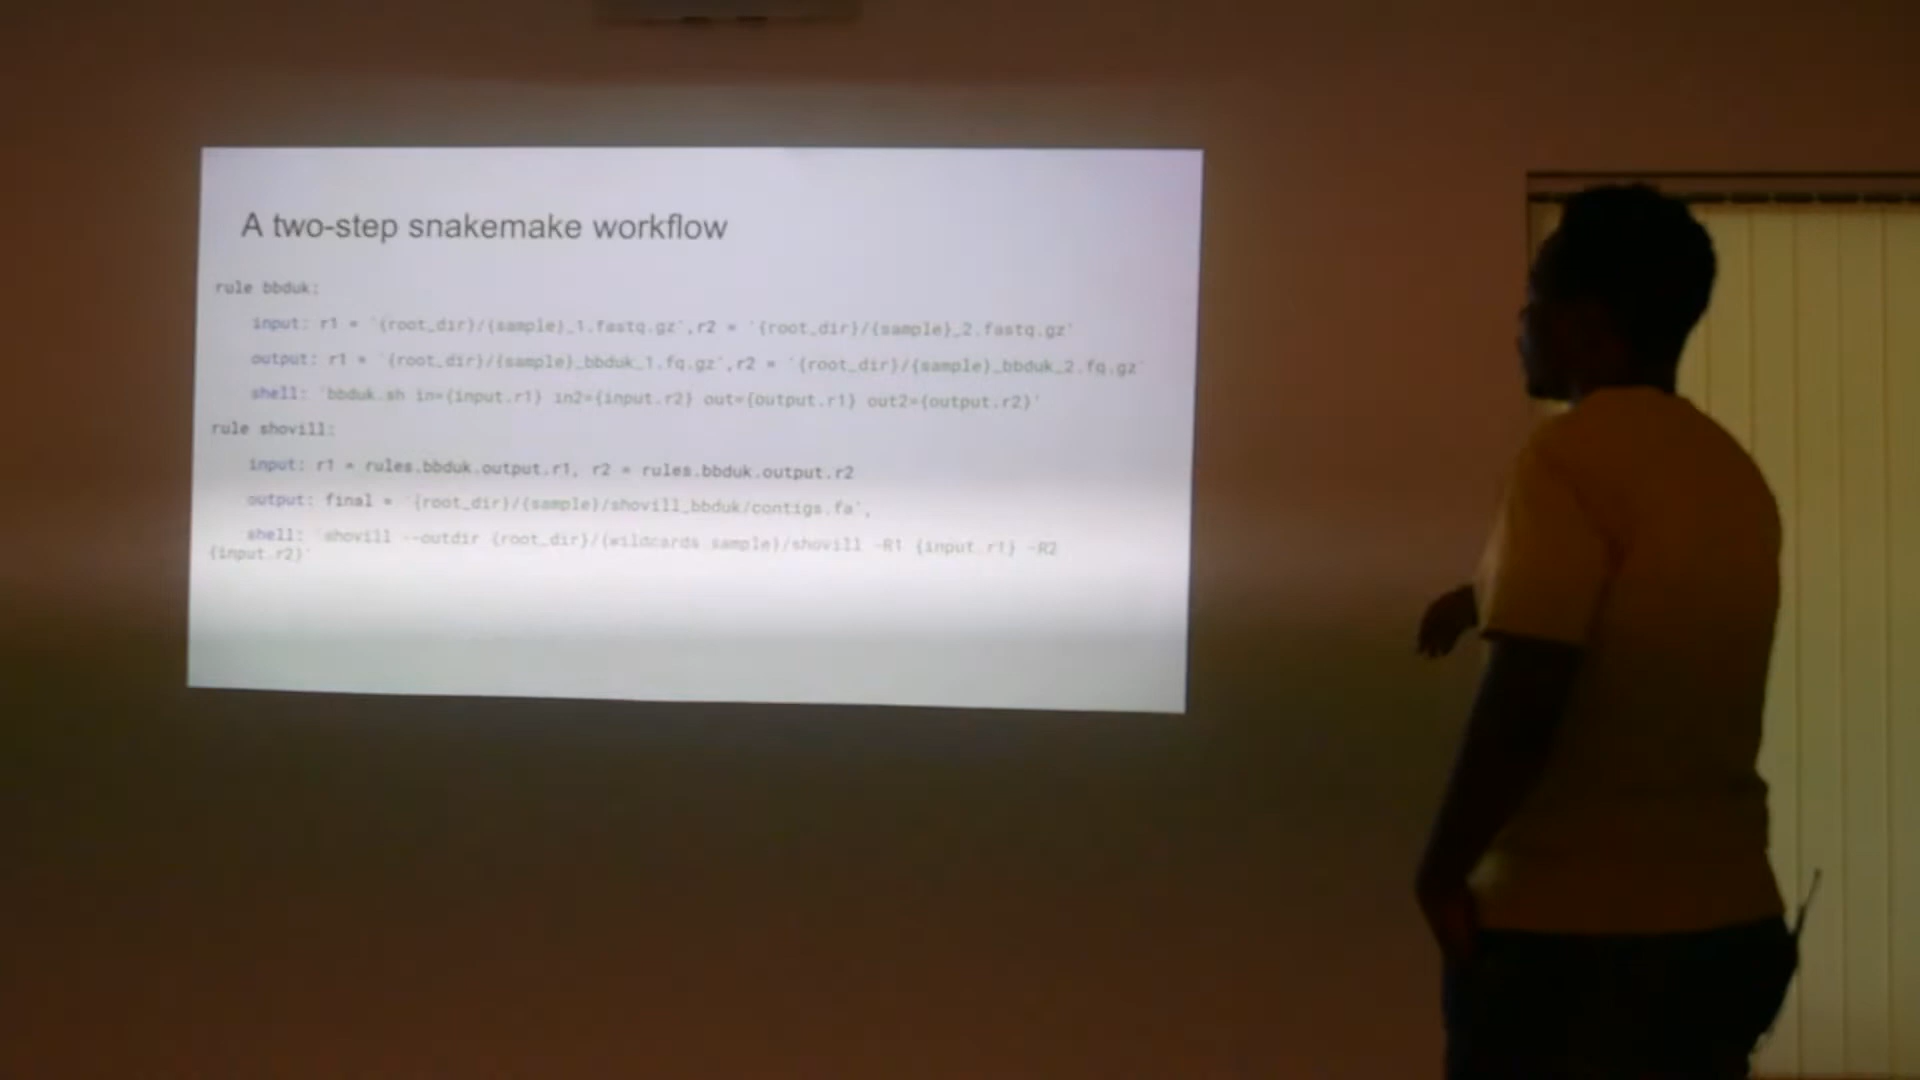 A two-step snakemake workflow
rule bbduk:
input: r1 = '{root_dir}/{sample}_1.fastq.gz',r2 = '{root_dir}/{sample}_2.fastq.gz'
output: r1 = '{root_dir}/{sample}_bbduk_1.fq.gz',r2 = '{root_dir}/{sample}_bbduk_2.fq.gz'
shell: 'bbduk.sh in={input.r1} in2={input.r2} out={output.r1} out2={output.r2}'
rule shovill:
input: r1 = rules.bbduk.output.r1, r2 = rules.bbduk.output.r2
output: final = '{root_dir}/{sample}/shovill_bbduk/contigs.fa',
shell: 'shovill --outdir {root_dir}/{wildcards.sample}/shovill -R1 {input.r1} -R2
{input.r2}'